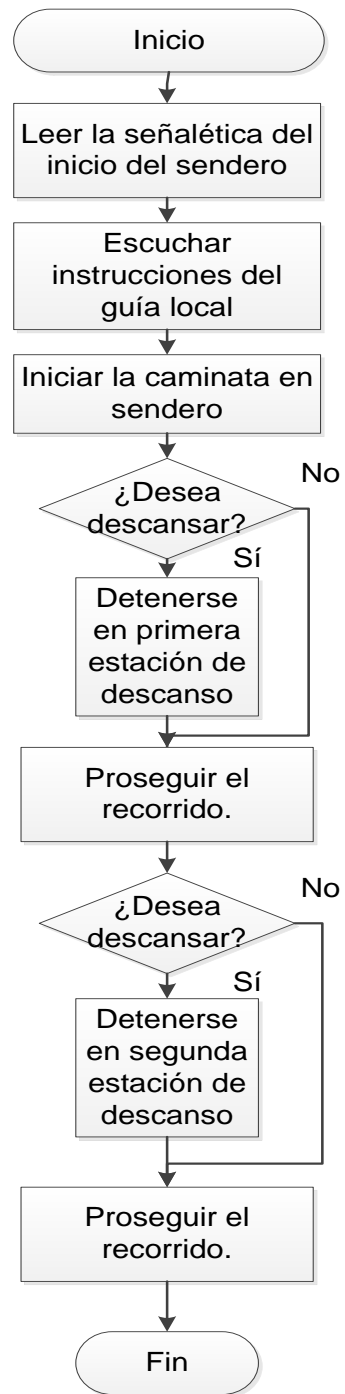 Inicio
Leer la señalética del
inicio del sendero
Escuchar
instrucciones del
guía local
Iniciar la caminata en
sendero
No
¿Desea
descansar?
Sí
Detenerse
en primera
estación de
descanso
Proseguir el
recorrido.
No
¿Desea
descansar?
Sí
Detenerse
en segunda
estación de
descanso
Proseguir el
recorrido.
Fin